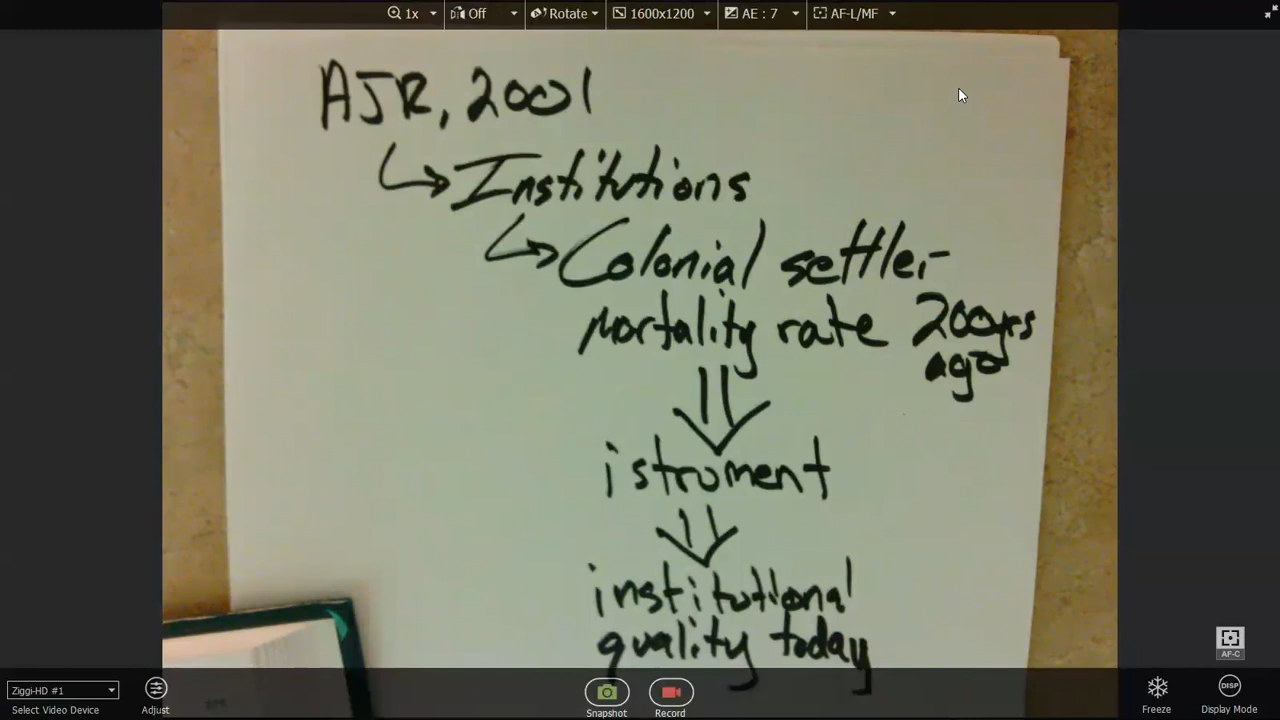 1x
Off
Rotate
1600x1200
AE : 7
AF-L/MF
AJR, 2001
Institutions
Colonial settler
mortality rate 200yrs
ago
istrument
institutional
quality today
AF-C
Ziggi-HD #1
Select Video Device
Adjust
Snapshot
Record
Freeze
DISP
Display Mode